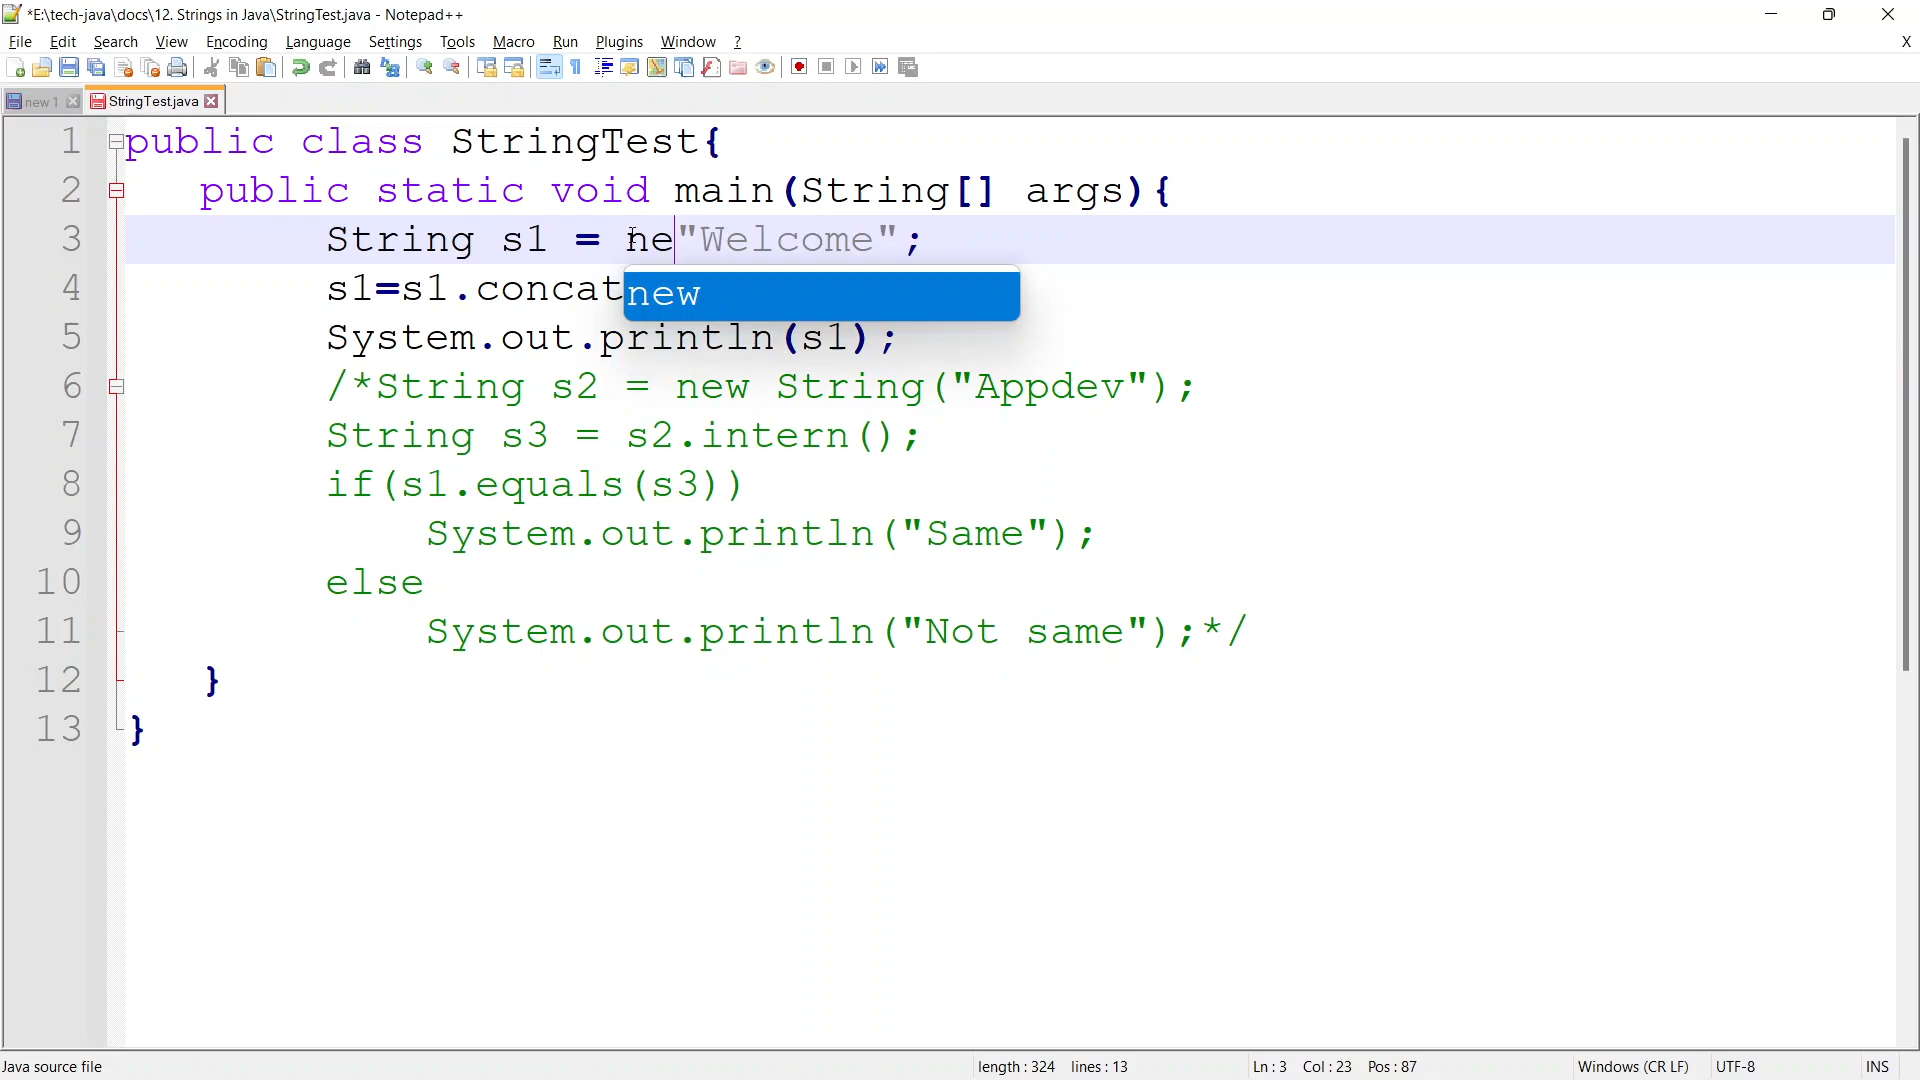 *E:\tech-java\docs\12. Strings in Java\StringTest.java - Notepad++
File Edit Search View Encoding Language Settings Tools Macro Run Plugins Window ? X
new 1 StringTest.java
1 public class StringTest{
2 public static void main(String[] args){
3 String s1 = ne"Welcome";
4 s1=s1.concat
new
5 System.out.println(s1);
6 /*String s2 = new String("Appdev");
7 String s3 = s2.intern();
8 if(s1.equals(s3))
9 System.out.println("Same");
10 else
11 System.out.println("Not same");*/
12 }
13 }
Java source file length : 324 lines : 13 Ln : 3 Col : 23 Pos : 87 Windows (CR LF) UTF-8 INS